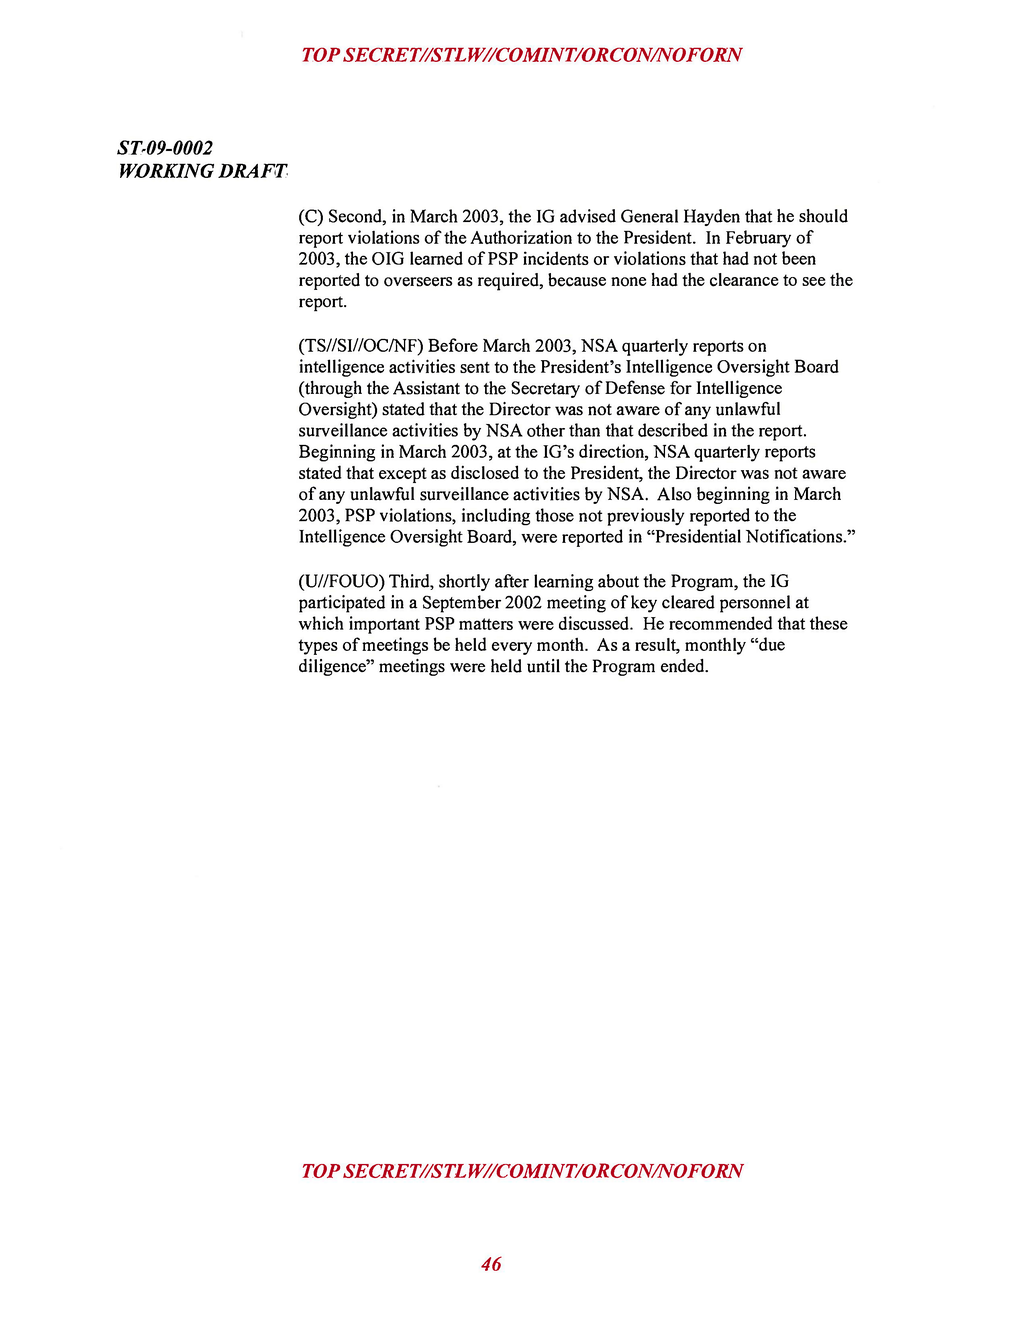 TOP SECRET//STLW//COMINT/ORCON/NOFORN
ST-09-0002
WORKING DRAFT
(C) Second, in March 2003, the IG advised General Hayden that he should
report violations of the Authorization to the President. In February of
2003, the OIG learned of PSP incidents or violations that had not been
reported to overseers as required, because none had the clearance to see the
report.
(TS//SI//OC/NF) Before March 2003, NSA quarterly reports on
intelligence activities sent to the President's Intelligence Oversight Board
(through the Assistant to the Secretary of Defense for Intelligence
Oversight) stated that the Director was not aware of any unlawful
surveillance activities by NSA other than that described in the report.
Beginning in March 2003, at the IG's direction, NSA quarterly reports
stated that except as disclosed to the President, the Director was not aware
of any unlawful surveillance activities by NSA. Also beginning in March
2003, PSP violations, including those not previously reported to the
Intelligence Oversight Board, were reported in “Presidential Notifications.”
(U//FOUO) Third, shortly after learning about the Program, the IG
participated in a September 2002 meeting of key cleared personnel at
which important PSP matters were discussed. He recommended that these
types of meetings be held every month. As a result, monthly “due
diligence” meetings were held until the Program ended.
TOP SECRET//STLW//COMINT/ORCON/NOFORN
46